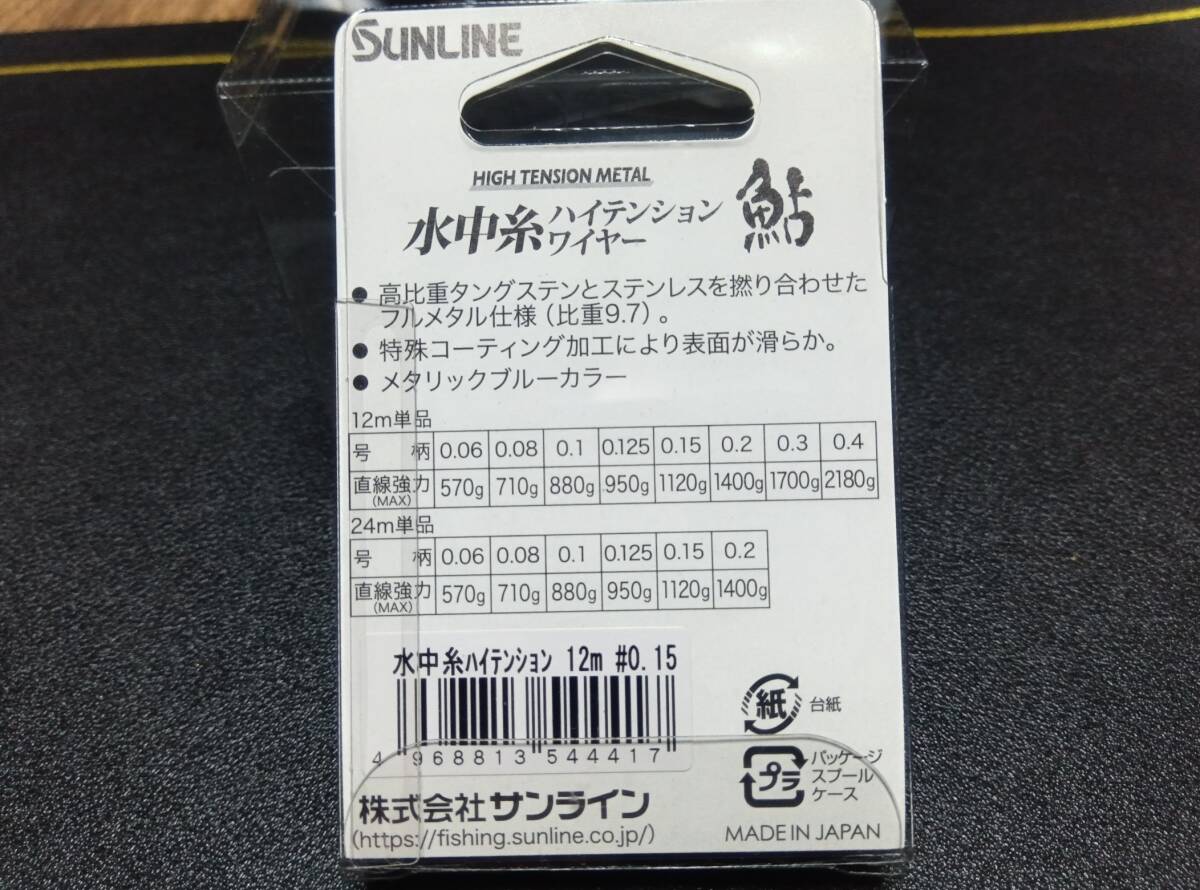 SUNLINE
HIGH TENSION METAL
水中糸 ハイテンション ワイヤー 鮎
● 高比重タングステンとステンレスを撚り合わせた
フルメタル仕様（比重9.7）。
● 特殊コーティング加工により表面が滑らか。
● メタリックブルーカラー
12m単品
号 柄 0.06 0.08 0.1 0.125 0.15 0.2 0.3 0.4
直線強力 (MAX) 570g 710g 880g 950g 1120g 1400g 1700g 2180g
24m単品
号 柄 0.06 0.08 0.1 0.125 0.15 0.2
直線強力 (MAX) 570g 710g 880g 950g 1120g 1400g
水中糸ﾊｲﾃﾝｼｮﾝ 12m #0.15
4 968813 544417
紙 台紙
プラ パッケージ
スプール
ケース
株式会社サンライン
(https://fishing.sunline.co.jp/)
MADE IN JAPAN